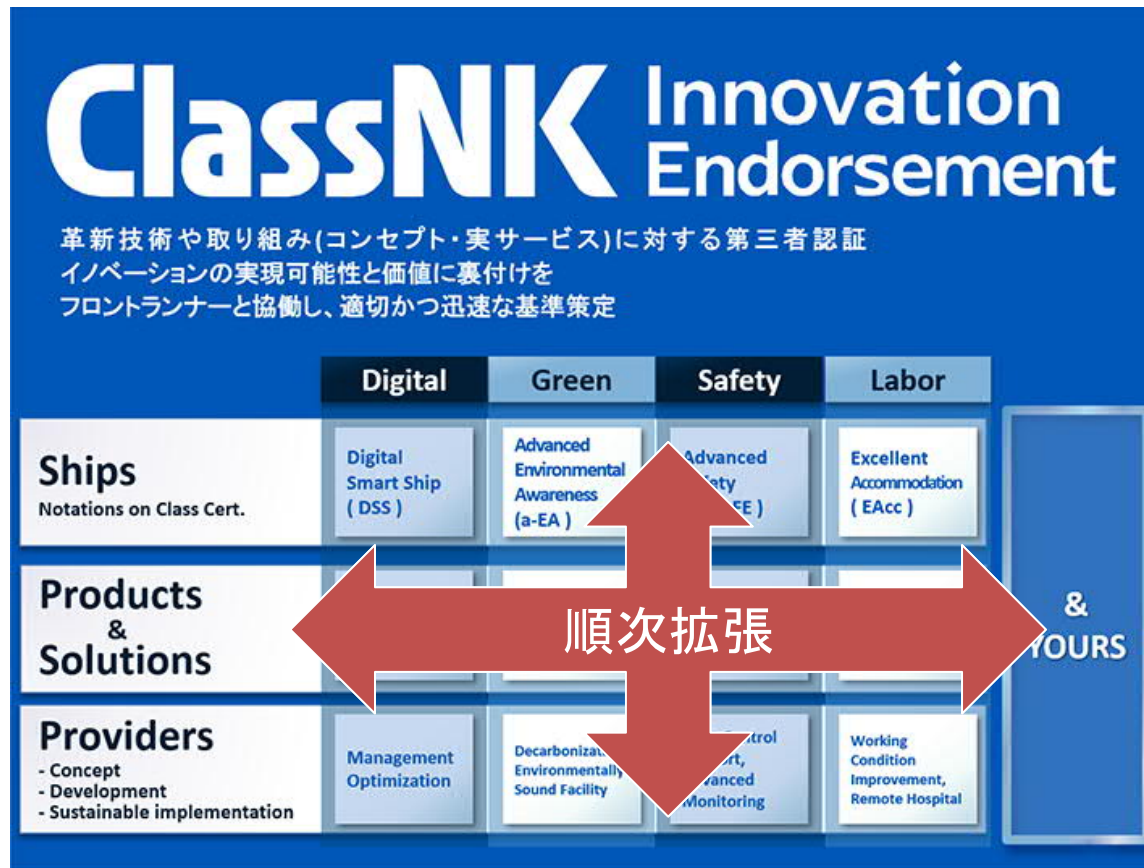 ClassNK Innovation
Endorsement
革新技術や取り組み(コンセプト・実サービス)に対する第三者認証
イノベーションの実現可能性と価値に裏付けを
フロントランナーと協働し、適切かつ迅速な基準策定
Digital
Green
Safety
Labor
Ships
Notations on Class Cert.
Digital
Smart Ship
( DSS )
Advanced
Environmental
Awareness
(a-EA )
Advanced
Excellent
Accommodation
( EAcc )
Products
&
Solutions
順次拡張
&
YOURS
Providers
- Concept
- Development
- Sustainable implementation
Management
Optimization
Environmentally
Sound Facility
Monitoring
Working
Condition
Improvement,
Remote Hospital